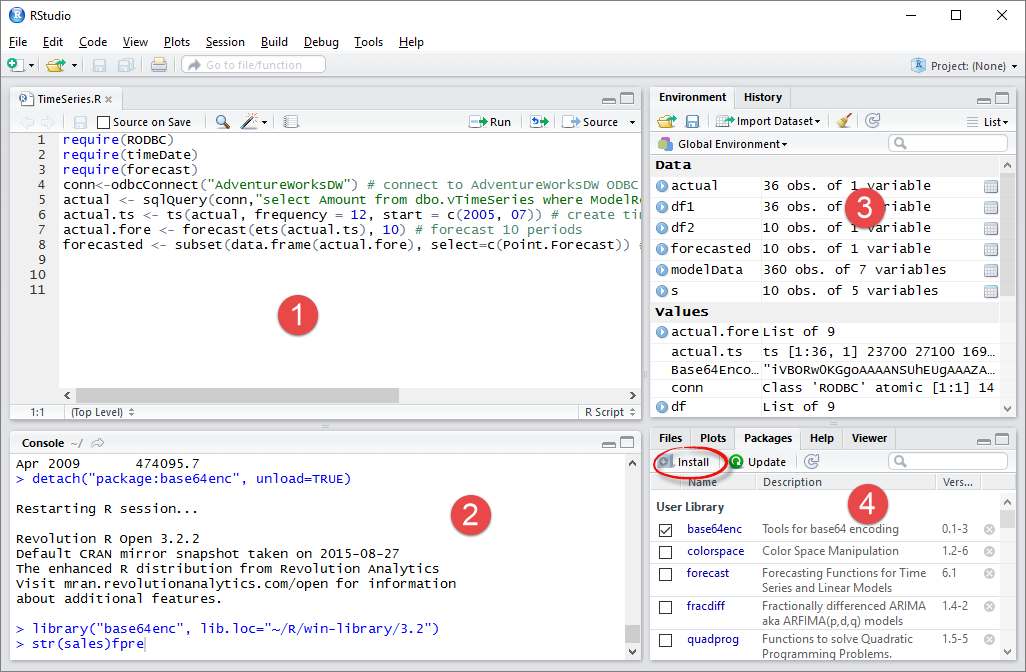 RStudio
File Edit Code View Plots Session Build Debug Tools Help
Go to file/function
Project: (None)
TimeSeries.R
Source on Save
Run
Source
1 require(RODBC)
2 require(timeDate)
3 require(forecast)
4 conn<-odbcConnect("AdventureWorksDW") # connect to AdventureWorksDW ODBC
5 actual <- sqlQuery(conn,"select Amount from dbo.vTimeSeries where ModelRe
6 actual.ts <- ts(actual, frequency = 12, start = c(2005, 07)) # create tim
7 actual.fore <- forecast(ets(actual.ts), 10) # forecast 10 periods
8 forecasted <- subset(data.frame(actual.fore), select=c(Point.Forecast)) #
9
10
11
1
1:1 (Top Level) R Script
Console ~/
Apr 2009 474095.7
> detach("package:base64enc", unload=TRUE)
Restarting R session...
Revolution R Open 3.2.2
Default CRAN mirror snapshot taken on 2015-08-27
The enhanced R distribution from Revolution Analytics
Visit mran.revolutionanalytics.com/open for information
about additional features.
> library("base64enc", lib.loc="~/R/win-library/3.2")
> str(sales)fpre
2
Environment History
Import Dataset List
Global Environment
Data
actual 36 obs. of 1 variable
df1 36 obs. of variable
df2 10 obs. of 1 variable
forecasted 10 obs. of 1 variable
modelData 360 obs. of 7 variables
s 10 obs. of 5 variables
3
Values
actual.fore List of 9
actual.ts ts [1:36, 1] 23700 27100 169…
Base64Enco… "iVBORw0KGgoAAAANSUhEUgAAAZA…
conn Class 'RODBC' atomic [1:1] 14
df List of 9
Files Plots Packages Help Viewer
Install Update
Name Description Vers...
4
User Library
base64enc Tools for base64 encoding 0.1-3
colorspace Color Space Manipulation 1.2-6
forecast Forecasting Functions for Time 6.1
Series and Linear Models
fracdiff Fractionally differenced ARIMA 1.4-2
aka ARFIMA(p,d,q) models
quadprog Functions to solve Quadratic 1.5-5
Programming Problems.